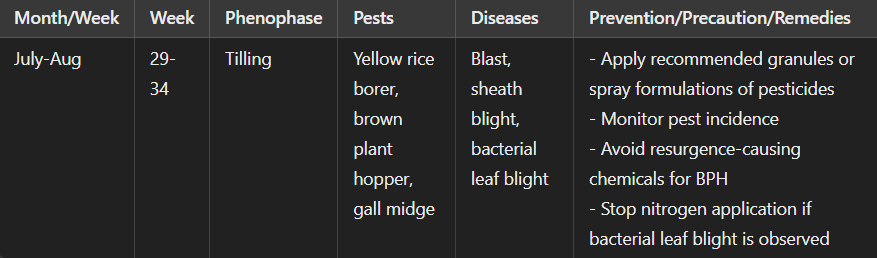 Month/Week Week Phenophase Pests Diseases Prevention/Precaution/Remedies
July-Aug
29-
34
Tilling
Yellow rice
borer,
brown
plant
hopper,
gall midge
Blast,
sheath
blight,
bacterial
leaf blight
- Apply recommended granules or
spray formulations of pesticides
- Monitor pest incidence
- Avoid resurgence-causing
chemicals for BPH
- Stop nitrogen application if
bacterial leaf blight is observed